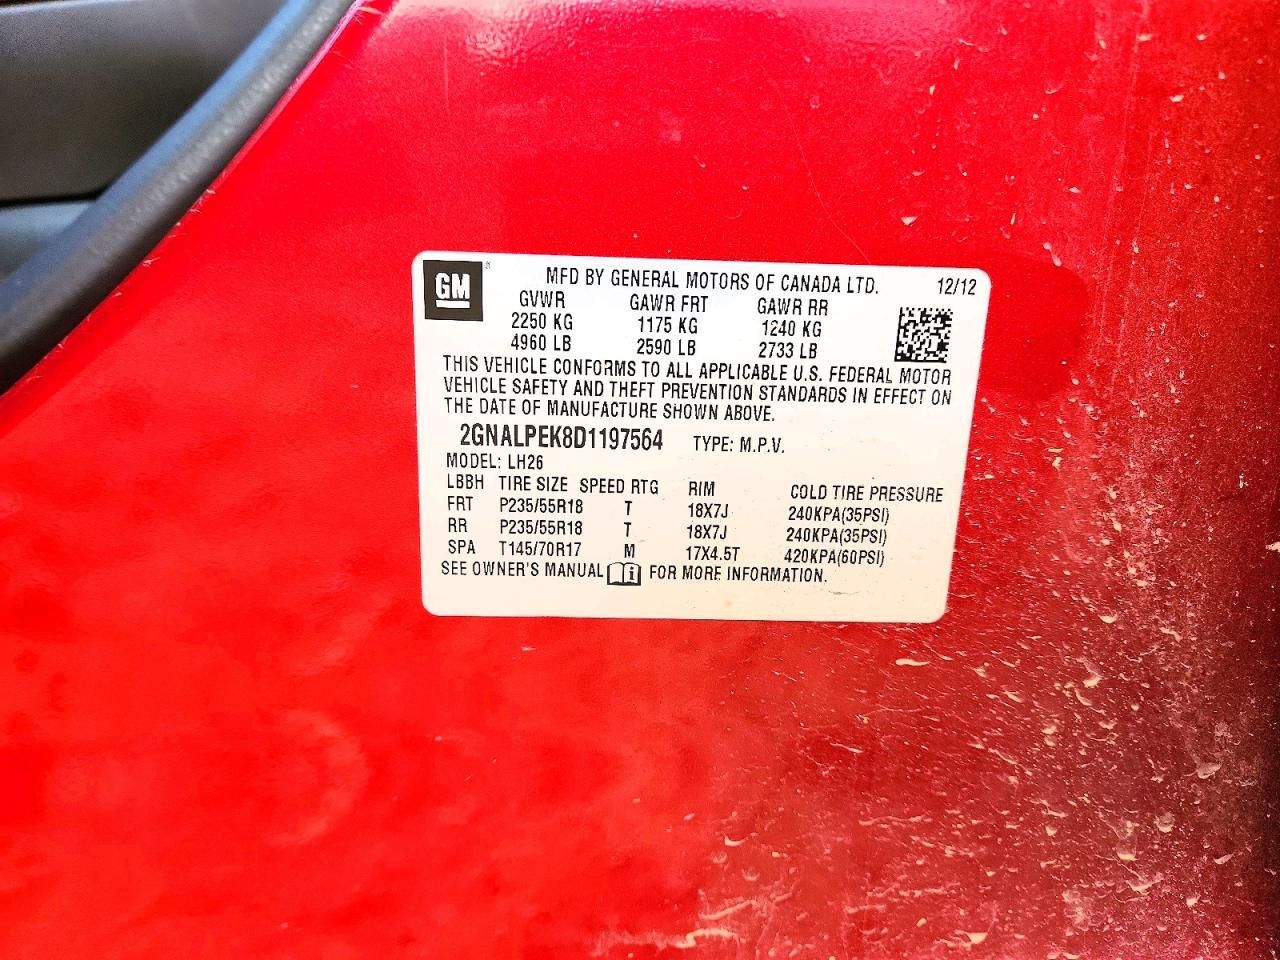 GM
MFD BY GENERAL MOTORS OF CANADA LTD. 12/12
GVWR GAWR FRT GAWR RR
2250 KG 1175 KG 1240 KG
4960 LB 2590 LB 2733 LB
THIS VEHICLE CONFORMS TO ALL APPLICABLE U.S. FEDERAL MOTOR
VEHICLE SAFETY AND THEFT PREVENTION STANDARDS IN EFFECT ON
THE DATE OF MANUFACTURE SHOWN ABOVE.
2GNALPEK8D1197564 TYPE: M.P.V.
MODEL: LH26
LBBH TIRE SIZE SPEED RTG RIM COLD TIRE PRESSURE
FRT P235/55R18 T 18X7J 240KPA(35PSI)
RR P235/55R18 T 18X7J 240KPA(35PSI)
SPA T145/70R17 M 17X4.5T 420KPA(60PSI)
SEE OWNER'S MANUAL FOR MORE INFORMATION.